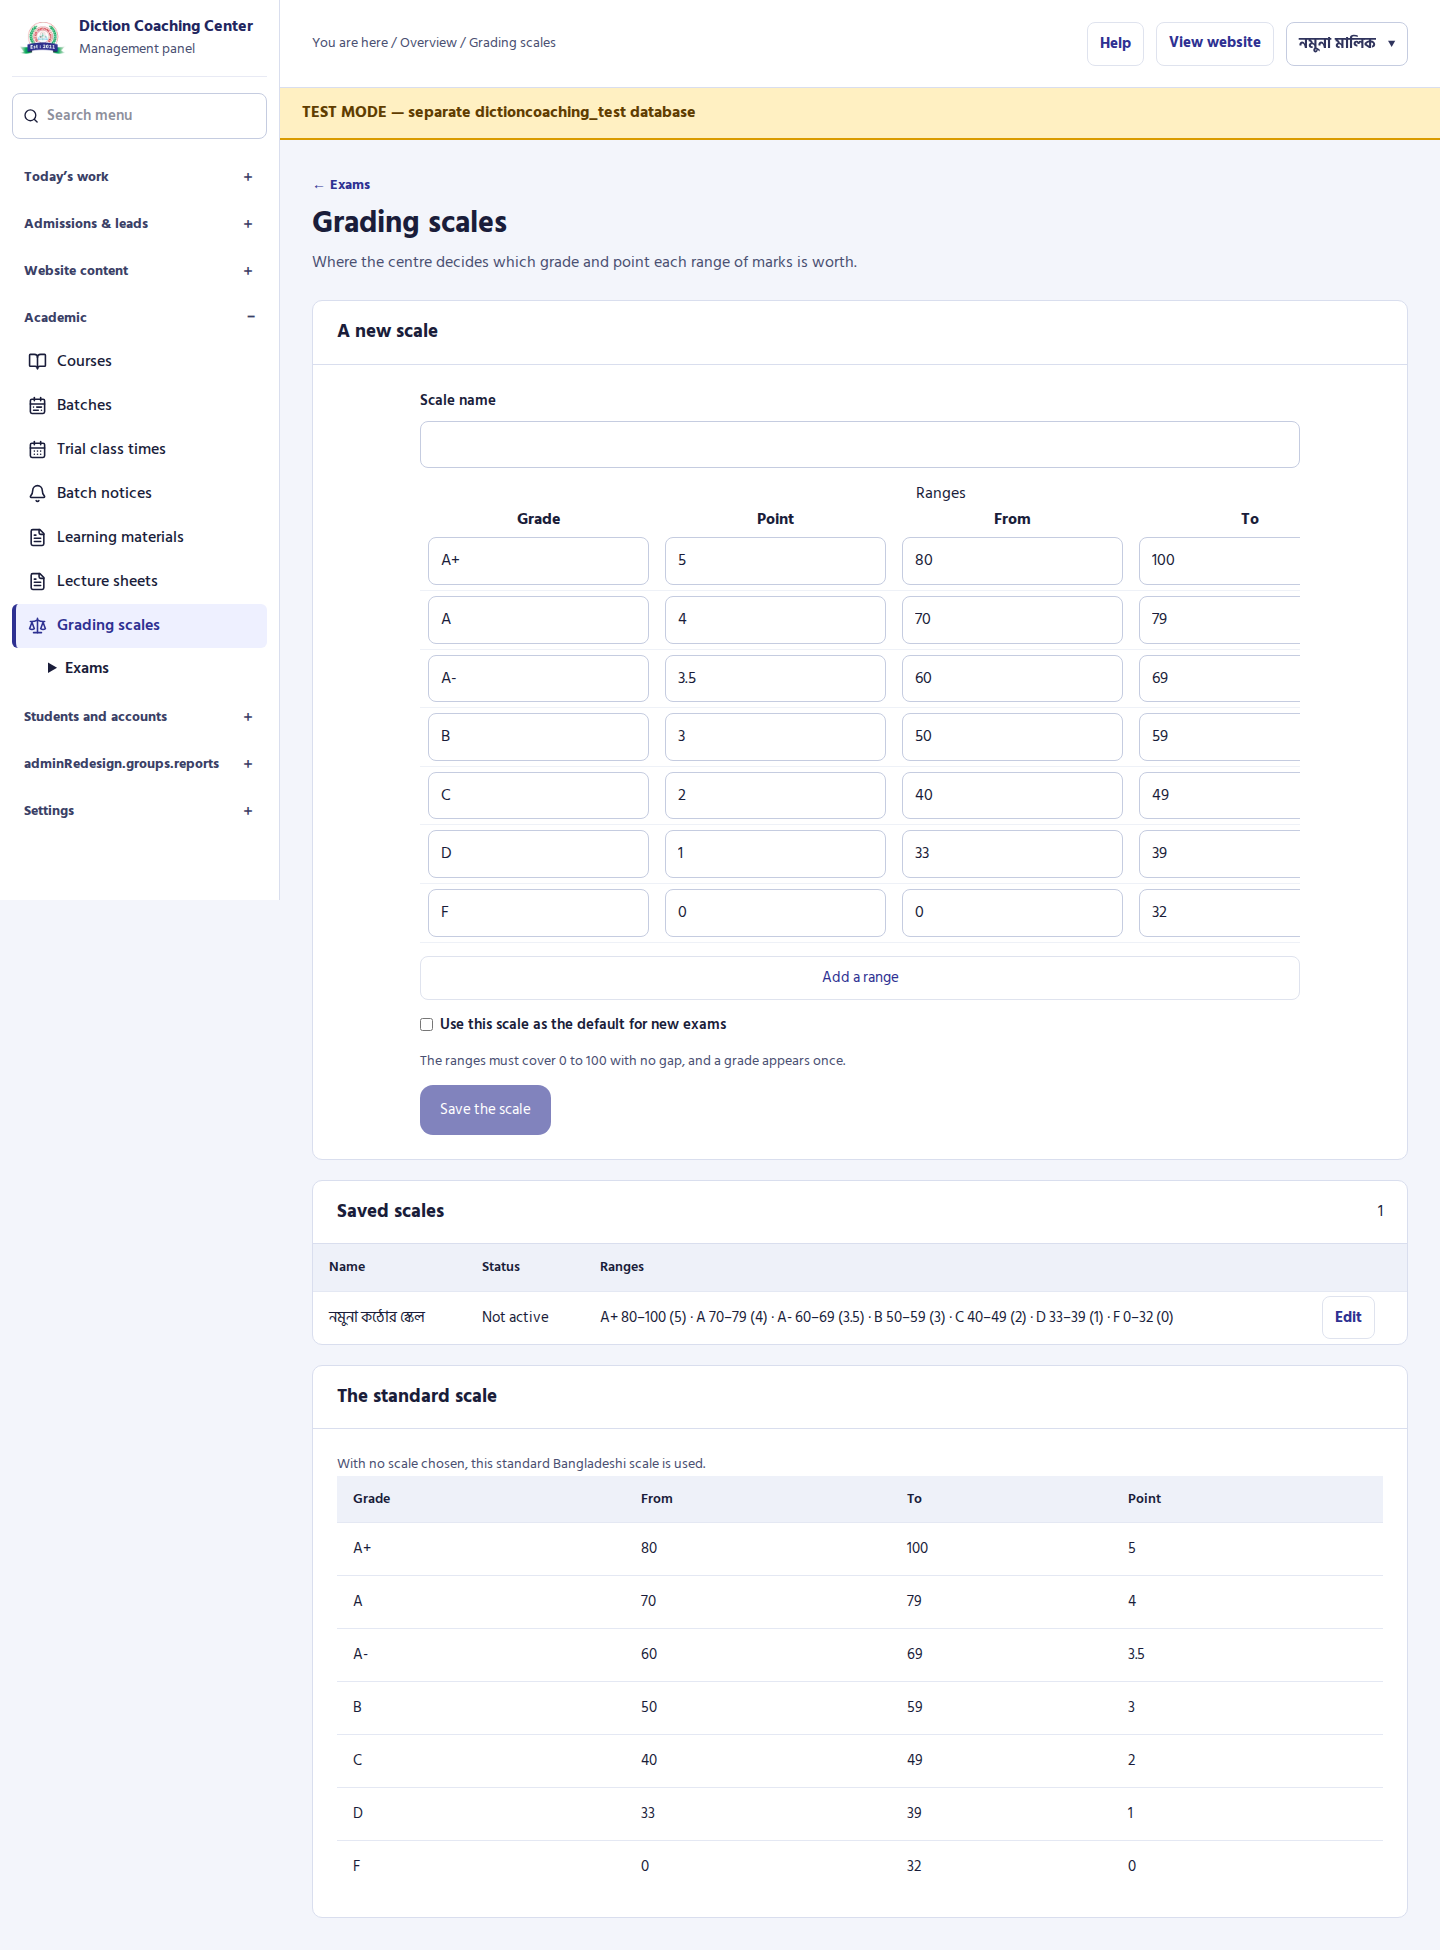 Diction Coaching Center
Management panel
Est : 2011
Search menu
Today’s work +
Admissions & leads +
Website content +
Academic −
Courses
Batches
Trial class times
Batch notices
Learning materials
Lecture sheets
Grading scales
▶ Exams
Students and accounts +
adminRedesign.groups.reports +
Settings +
You are here / Overview / Grading scales
Help
View website
নমুনা মালিক ▾
TEST MODE — separate dictioncoaching_test database
← Exams
Grading scales
Where the centre decides which grade and point each range of marks is worth.
A new scale
Scale name
Ranges
Grade Point From To
A+ 5 80 100
A 4 70 79
A- 3.5 60 69
B 3 50 59
C 2 40 49
D 1 33 39
F 0 0 32
Add a range
Use this scale as the default for new exams
The ranges must cover 0 to 100 with no gap, and a grade appears once.
Save the scale
Saved scales 1
Name Status Ranges
নমুনা কঠোর স্কেল Not active A+ 80–100 (5) · A 70–79 (4) · A- 60–69 (3.5) · B 50–59 (3) · C 40–49 (2) · D 33–39 (1) · F 0–32 (0) Edit
The standard scale
With no scale chosen, this standard Bangladeshi scale is used.
Grade From To Point
A+ 80 100 5
A 70 79 4
A- 60 69 3.5
B 50 59 3
C 40 49 2
D 33 39 1
F 0 32 0